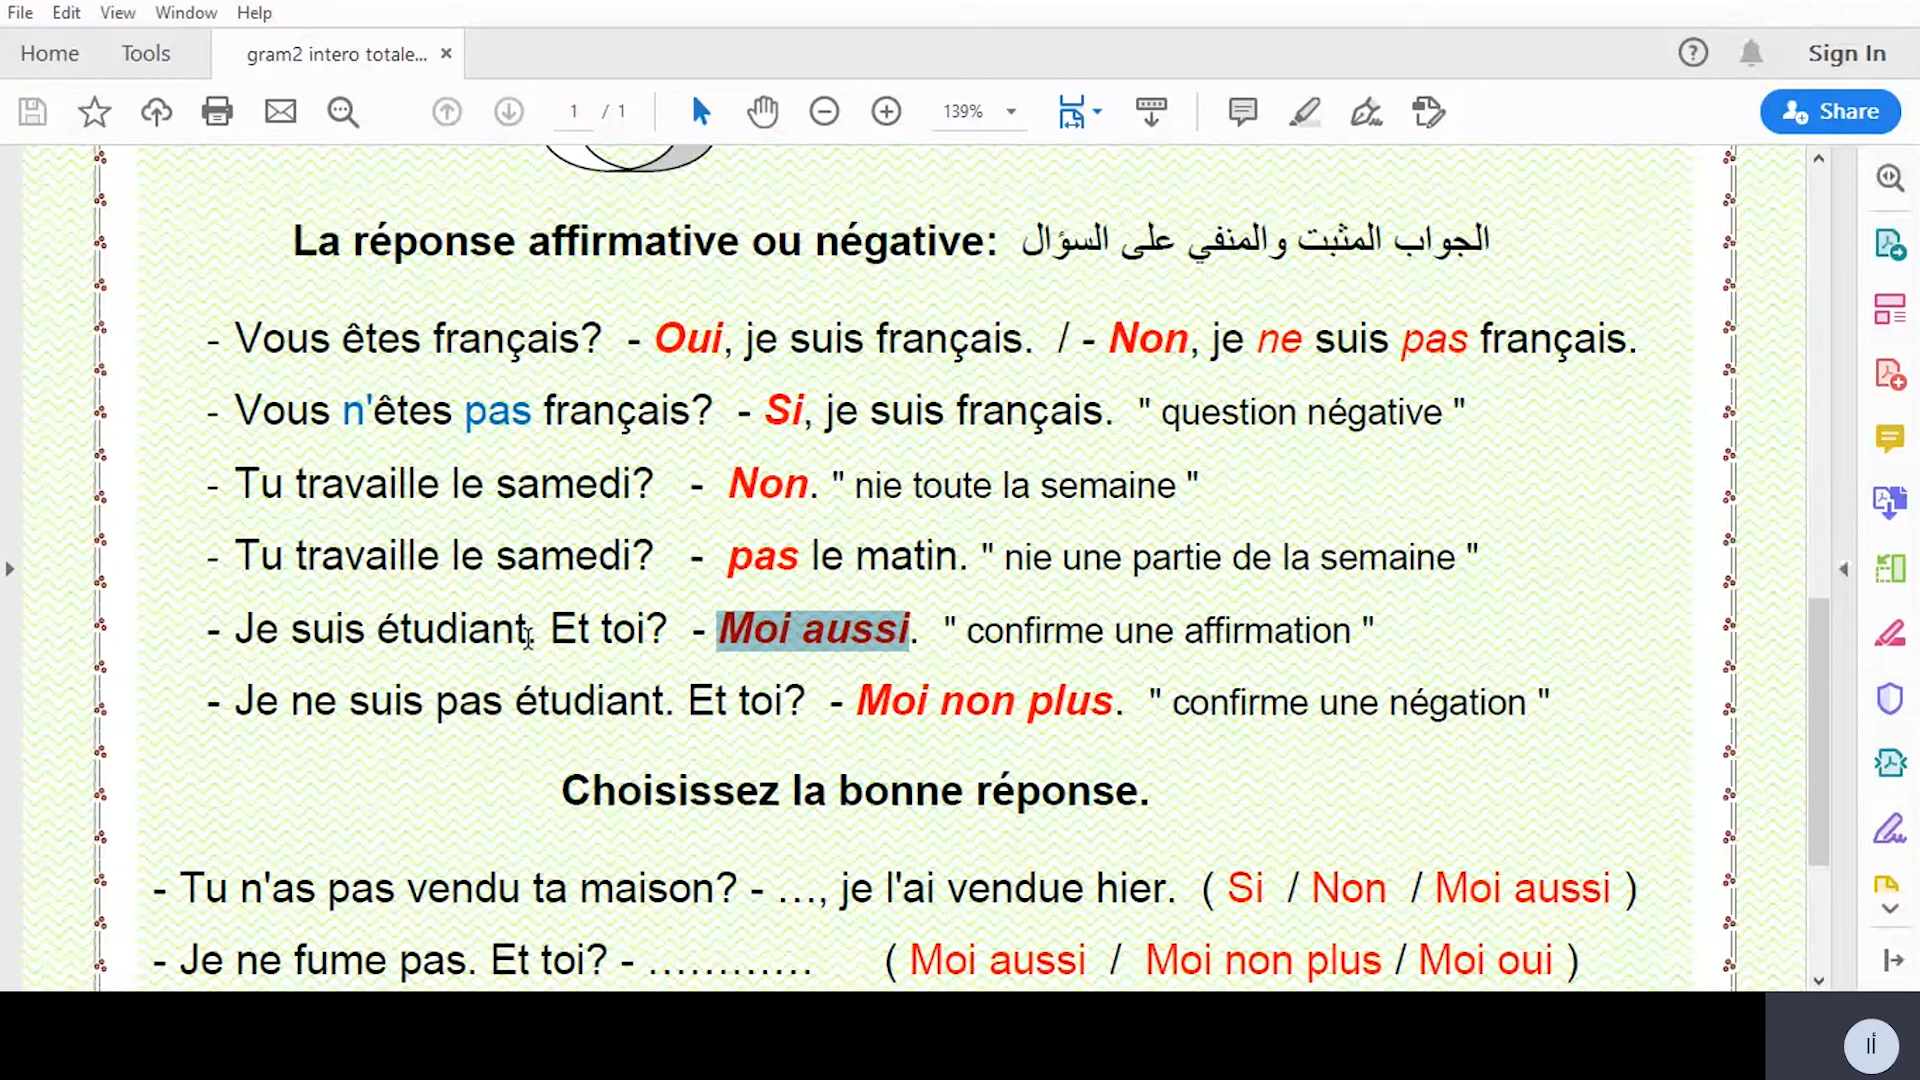 File Edit View Window Help
Home Tools gram2 intero totale... × Sign In
1 / 1 139% Share
La réponse affirmative ou négative: الجواب المثبت والمنفي على السؤال
- Vous êtes français? - Oui, je suis français. / - Non, je ne suis pas français.
- Vous n'êtes pas français? - Si, je suis français. " question négative "
- Tu travaille le samedi? - Non. " nie toute la semaine "
- Tu travaille le samedi? - pas le matin. " nie une partie de la semaine "
- Je suis étudiant. Et toi? - Moi aussi. " confirme une affirmation "
- Je ne suis pas étudiant. Et toi? - Moi non plus. " confirme une négation "
Choisissez la bonne réponse.
- Tu n'as pas vendu ta maison? - …, je l'ai vendue hier. ( Si / Non / Moi aussi )
- Je ne fume pas. Et toi? - ………… ( Moi aussi / Moi non plus / Moi oui )
أا